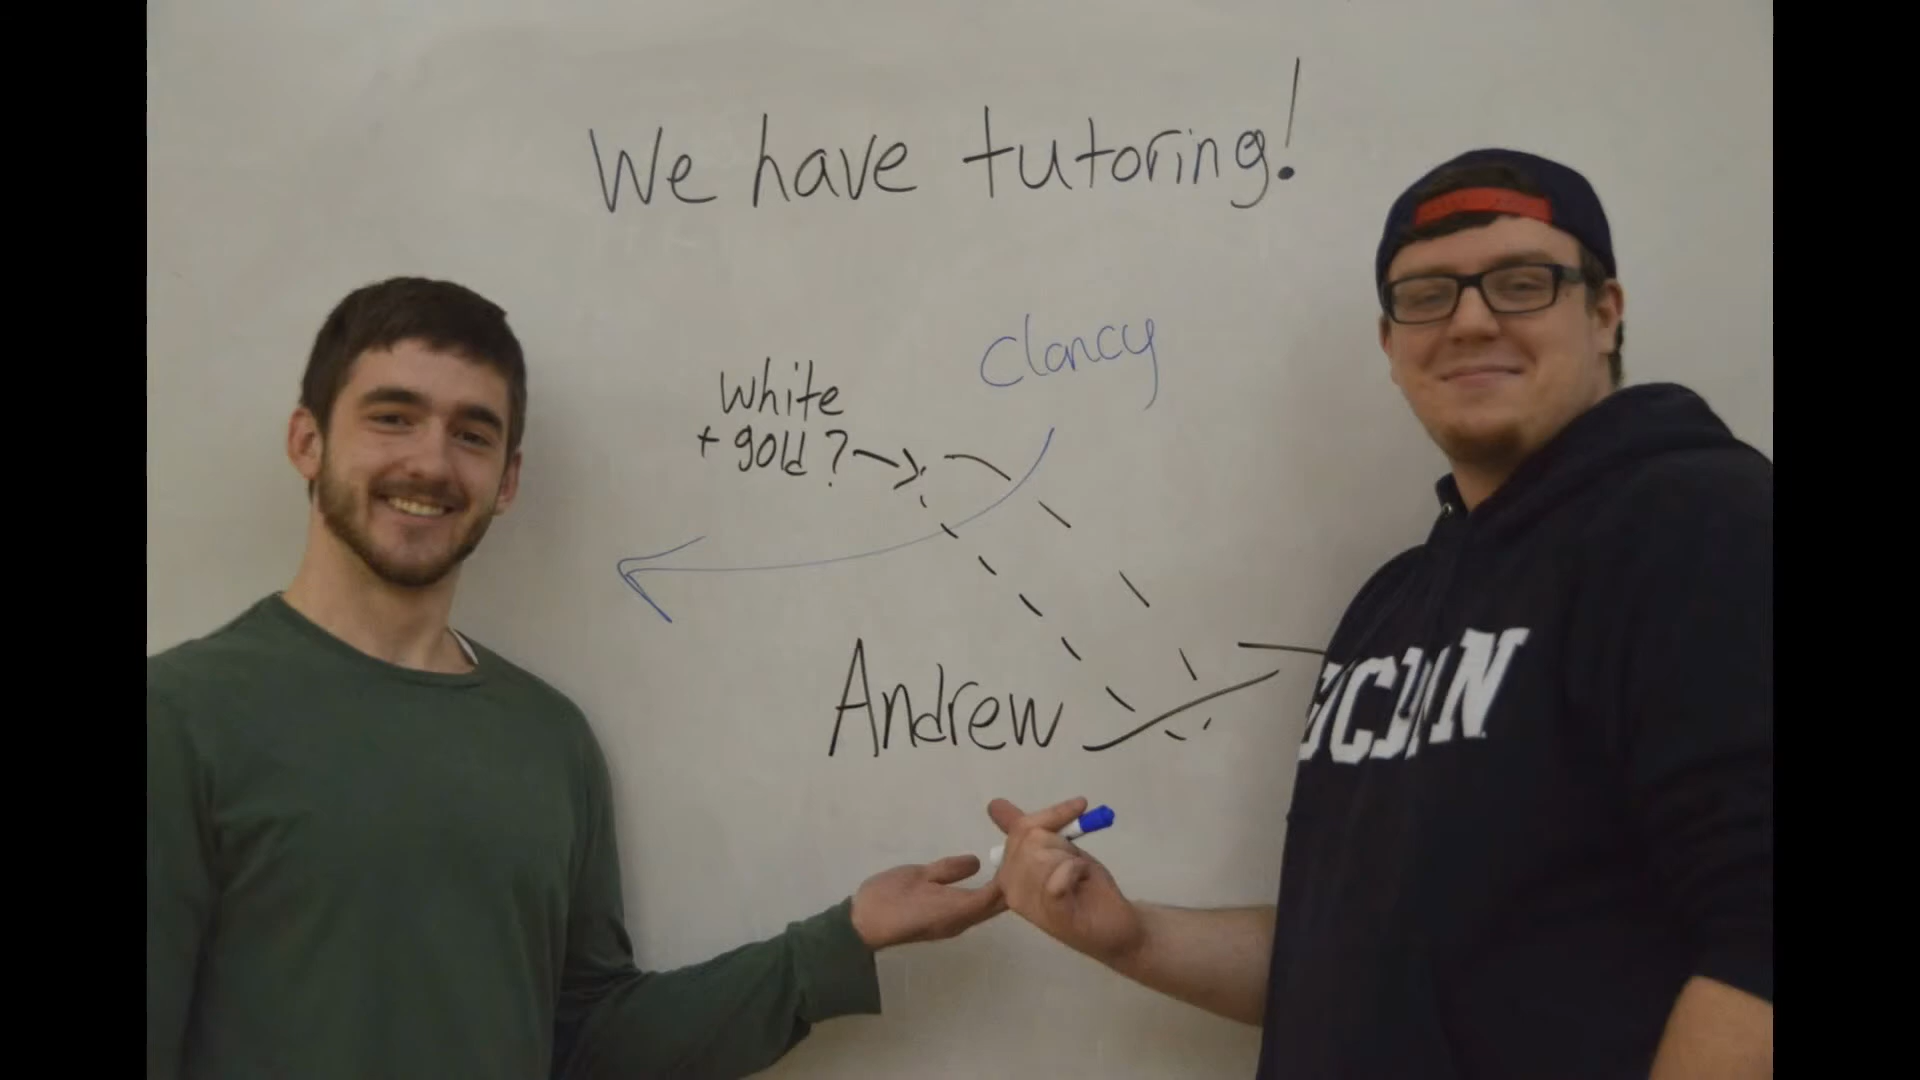 We have tutoring!
clancy
white
+ gold?
Andrew
UCONN